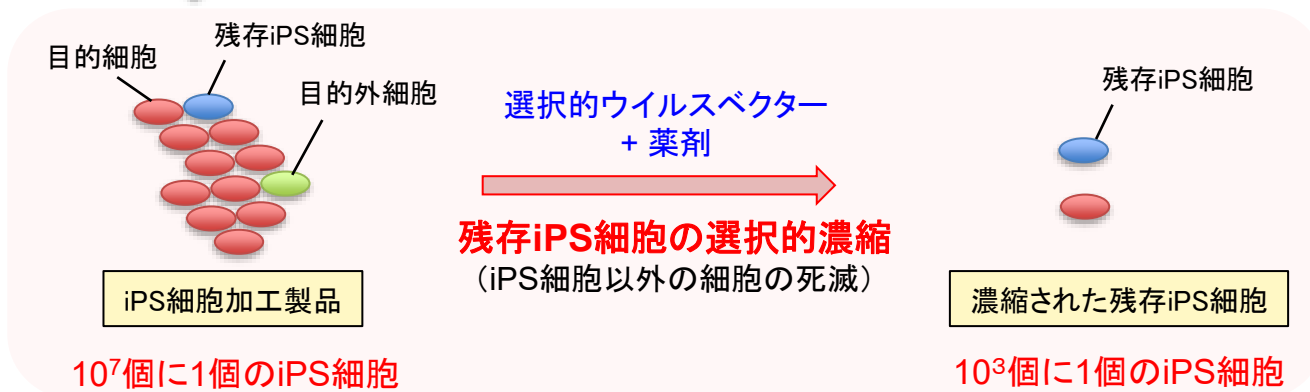 目的細胞
残存iPS細胞
目的外細胞
iPS細胞加工製品
10⁷個に1個のiPS細胞
選択的ウイルスベクター
+ 薬剤
残存iPS細胞の選択的濃縮
（iPS細胞以外の細胞の死滅）
残存iPS細胞
濃縮された残存iPS細胞
10³個に1個のiPS細胞